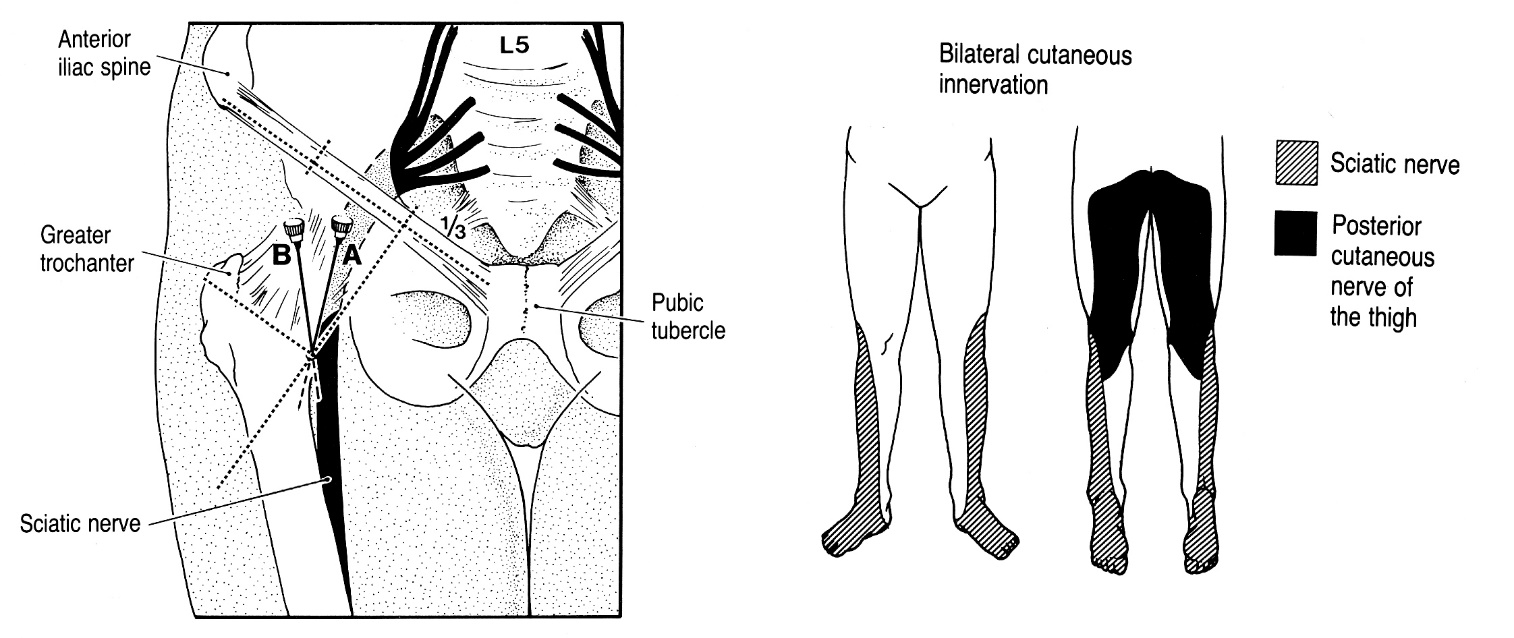 Anterior
iliac spine
L5
1/3
Greater
trochanter
B
A
Pubic
tubercle
Sciatic nerve
Bilateral cutaneous
innervation
Sciatic nerve
Posterior
cutaneous
nerve of
the thigh